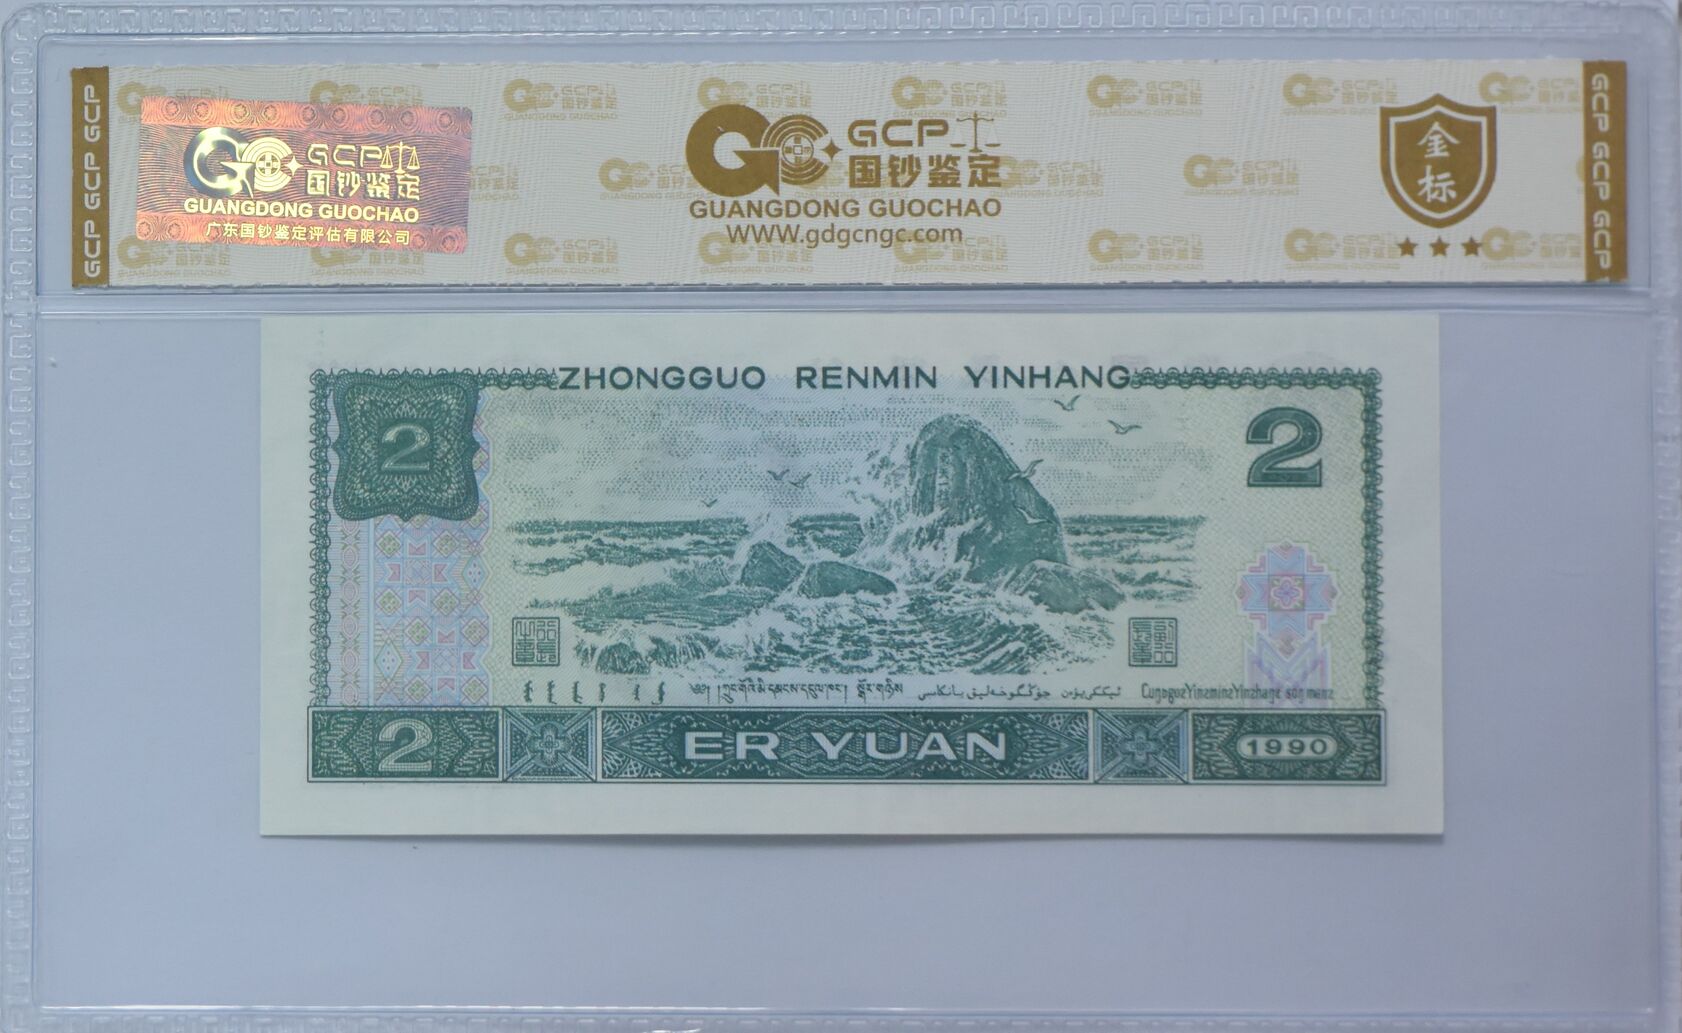 GCP GCP GCP
GCP
国钞鉴定
GUANGDONG GUOCHAO
广东国钞鉴定评估有限公司
GCP
国钞鉴定
GUANGDONG GUOCHAO
WWW.gdgcngc.com
金标
GCP GCP GCP
ZHONGGUO RENMIN YINHANG
2
2
2
ER YUAN
1990